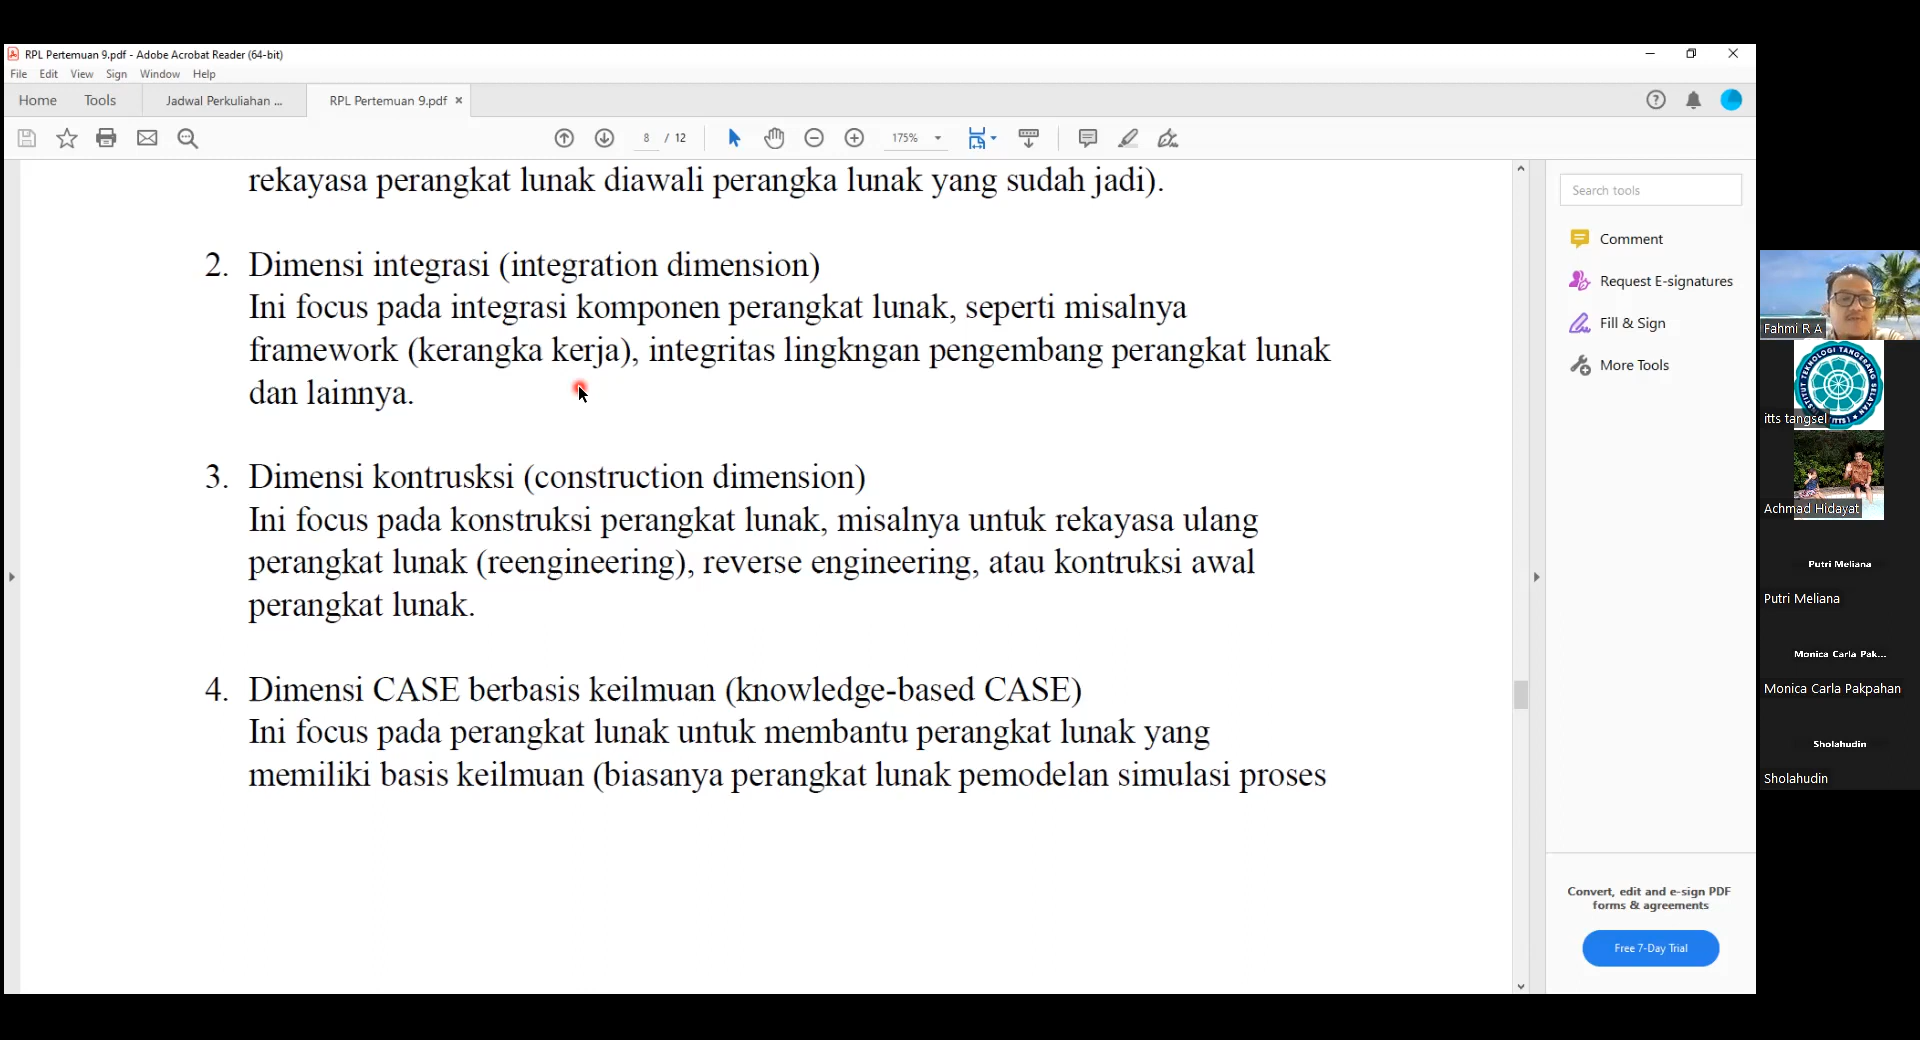 RPL Pertemuan 9.pdf - Adobe Acrobat Reader (64-bit)
File Edit View Sign Window Help
Home Tools Jadwal Perkuliahan ... RPL Pertemuan 9.pdf ×
8 / 12 175%
rekayasa perangkat lunak diawali perangka lunak yang sudah jadi).
2. Dimensi integrasi (integration dimension)
Ini focus pada integrasi komponen perangkat lunak, seperti misalnya
framework (kerangka kerja), integritas lingkngan pengembang perangkat lunak
dan lainnya.
3. Dimensi kontrusksi (construction dimension)
Ini focus pada konstruksi perangkat lunak, misalnya untuk rekayasa ulang
perangkat lunak (reengineering), reverse engineering, atau kontruksi awal
perangkat lunak.
4. Dimensi CASE berbasis keilmuan (knowledge-based CASE)
Ini focus pada perangkat lunak untuk membantu perangkat lunak yang
memiliki basis keilmuan (biasanya perangkat lunak pemodelan simulasi proses
Search tools
Comment
Request E-signatures
Fill & Sign
More Tools
Convert, edit and e-sign PDF
forms & agreements
Free 7-Day Trial
Fahmi R A
INSTITUT TEKNOLOGI TANGERANG SELATAN
itts tangsel
Achmad Hidayat
Putri Meliana
Putri Meliana
Monica Carla Pak...
Monica Carla Pakpahan
Sholahudin
Sholahudin